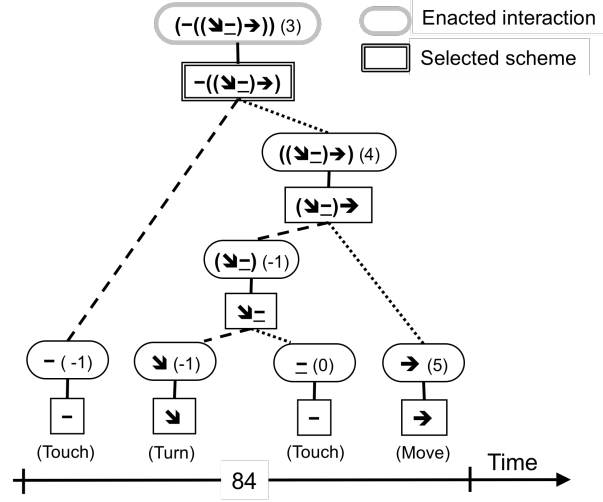 (−((➘_)➔)) (3)
Enacted interaction
−((➘_)➔)
Selected scheme
((➘_)➔) (4)
(➘_)➔
(➘_) (-1)
➘_
− ( -1)
➘ (-1)
_ (0)
➔ (5)
−
➘
−
➔
(Touch)
(Turn)
(Touch)
(Move)
84
Time